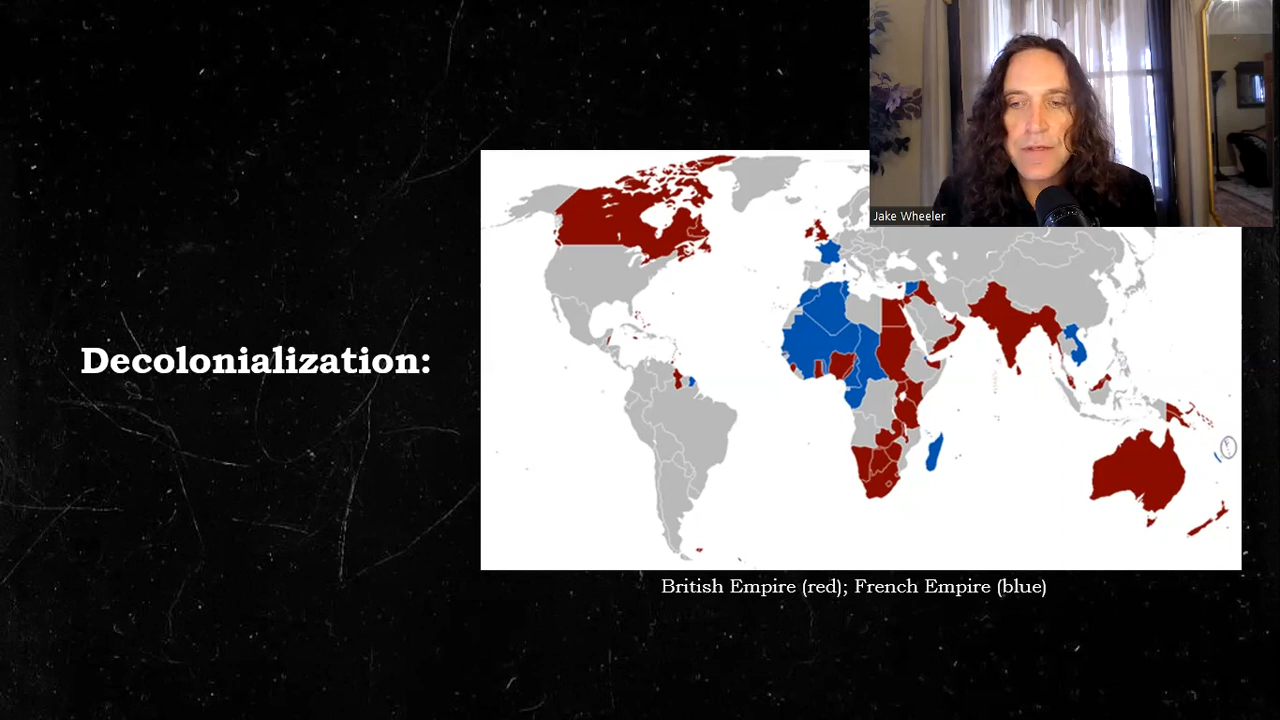 Jake Wheeler
Decolonialization:
British Empire (red); French Empire (blue)